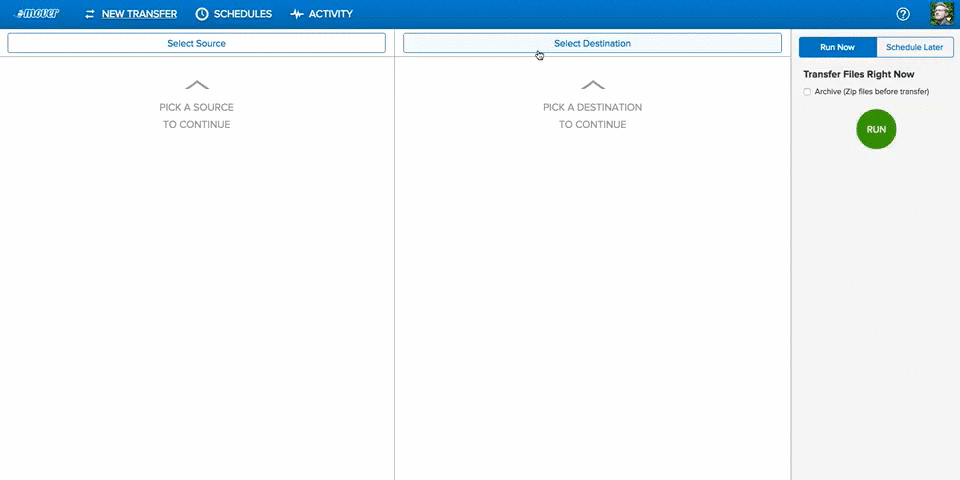 mover
NEW TRANSFER
SCHEDULES
ACTIVITY
Select Source
Select Destination
Run Now
Schedule Later
PICK A SOURCE
TO CONTINUE
PICK A DESTINATION
TO CONTINUE
Transfer Files Right Now
Archive (Zip files before transfer)
RUN